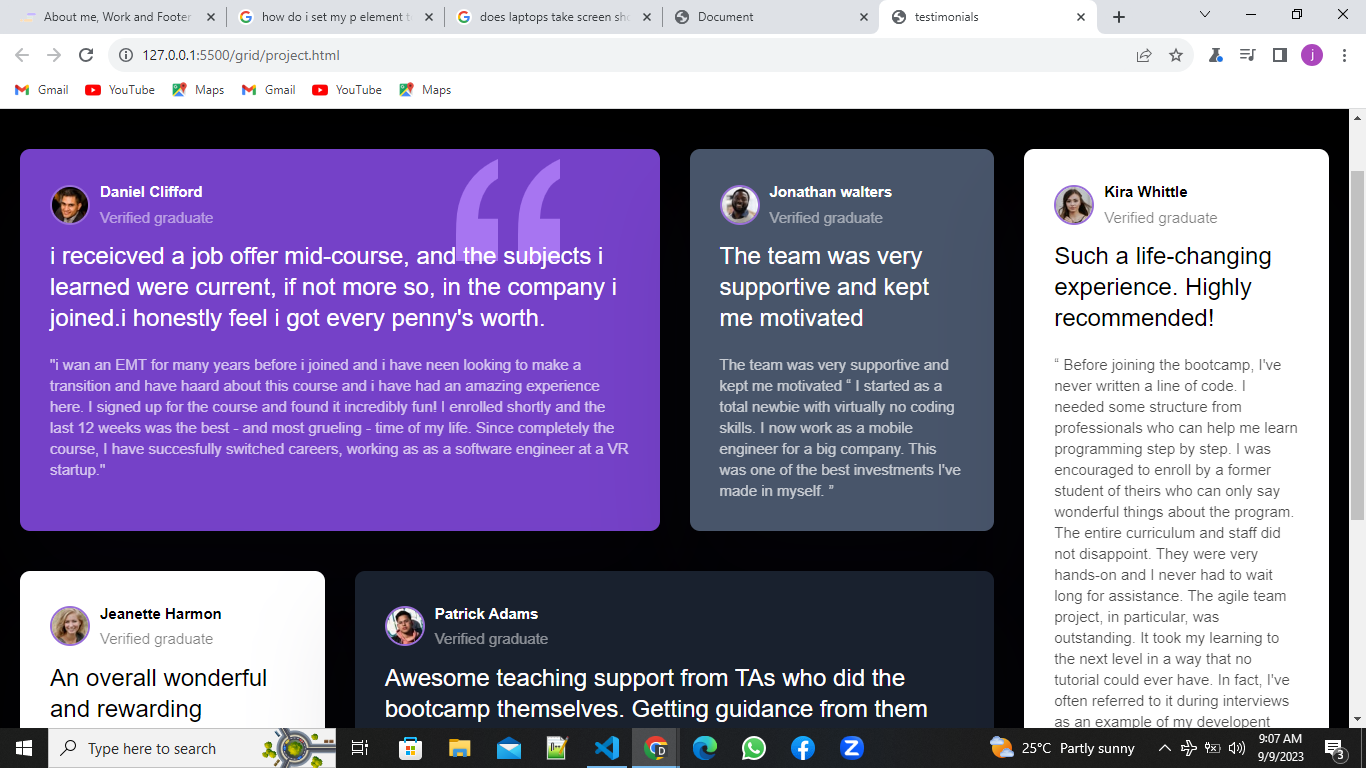 About me, Work and Footer
how do i set my p element t
does laptops take screen sh
Document
testimonials
127.0.0.1:5500/grid/project.html
j
Gmail
YouTube
Maps
Gmail
YouTube
Maps
Daniel Clifford
Verified graduate
i receicved a job offer mid-course, and the subjects i
learned were current, if not more so, in the company i
joined.i honestly feel i got every penny's worth.
"i wan an EMT for many years before i joined and i have neen looking to make a
transition and have haard about this course and i have had an amazing experience
here. I signed up for the course and found it incredibly fun! I enrolled shortly and the
last 12 weeks was the best - and most grueling - time of my life. Since completely the
course, I have succesfully switched careers, working as as a software engineer at a VR
startup."
Jonathan walters
Verified graduate
The team was very
supportive and kept
me motivated
The team was very supportive and
kept me motivated “ I started as a
total newbie with virtually no coding
skills. I now work as a mobile
engineer for a big company. This
was one of the best investments I've
made in myself. ”
Kira Whittle
Verified graduate
Such a life-changing
experience. Highly
recommended!
“ Before joining the bootcamp, I've
never written a line of code. I
needed some structure from
professionals who can help me learn
programming step by step. I was
encouraged to enroll by a former
student of theirs who can only say
wonderful things about the program.
The entire curriculum and staff did
not disappoint. They were very
hands-on and I never had to wait
long for assistance. The agile team
project, in particular, was
outstanding. It took my learning to
the next level in a way that no
tutorial could ever have. In fact, I've
often referred to it during interviews
as an example of my developent
Jeanette Harmon
Verified graduate
An overall wonderful
and rewarding
Patrick Adams
Verified graduate
Awesome teaching support from TAs who did the
bootcamp themselves. Getting guidance from them
Type here to search
25°C Partly sunny
9:07 AM
9/9/2023
3